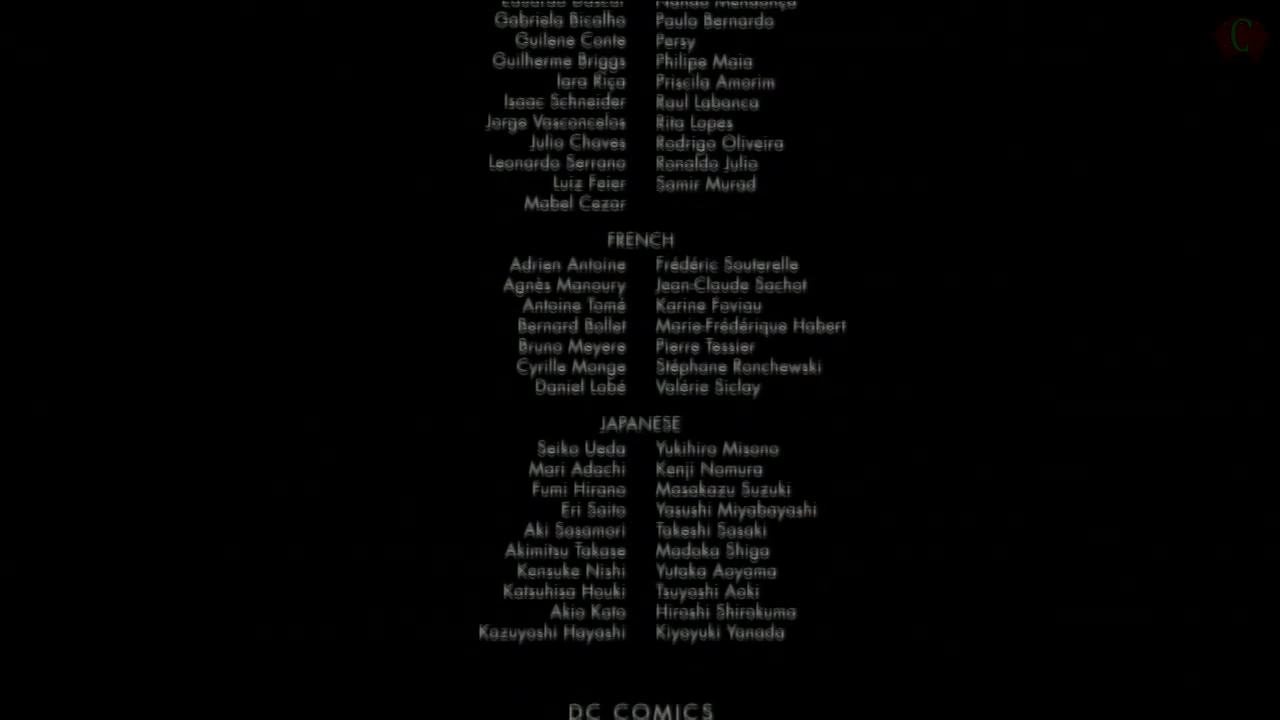 Gabriela Bicalho Paulo Bernardo
Guilene Conte Persy
Guilherme Briggs Philipe Maia
Iara Riça Priscila Amorim
Isaac Schneider Raul Labanca
Jorge Vasconcelos Rita Lopes
Julio Chaves Rodrigo Oliveira
Leonardo Serrano Ronaldo Julio
Luiz Feier Samir Murad
Mabel Cezar
FRENCH
Adrien Antoine Frédéric Souterelle
Agnès Manoury Jean-Claude Sachot
Antoine Tomé Karine Foviau
Bernard Bollet Marie-Frédérique Habert
Bruno Meyere Pierre Tessier
Cyrille Monge Stéphane Ronchewski
Daniel Lobé Valérie Siclay
JAPANESE
Seiko Ueda Yukihiro Misono
Mari Adachi Kenji Nomura
Fumi Hirano Masakazu Suzuki
Eri Saito Yasushi Miyabayashi
Aki Sasamori Takeshi Sasaki
Akimitsu Takase Madoka Shiga
Kensuke Nishi Yutaka Aoyama
Katsuhisa Houki Tsuyoshi Aoki
Akio Kato Hiroshi Shirokuma
Kazuyoshi Hayashi Kiyoyuki Yanada
DC COMICS
C